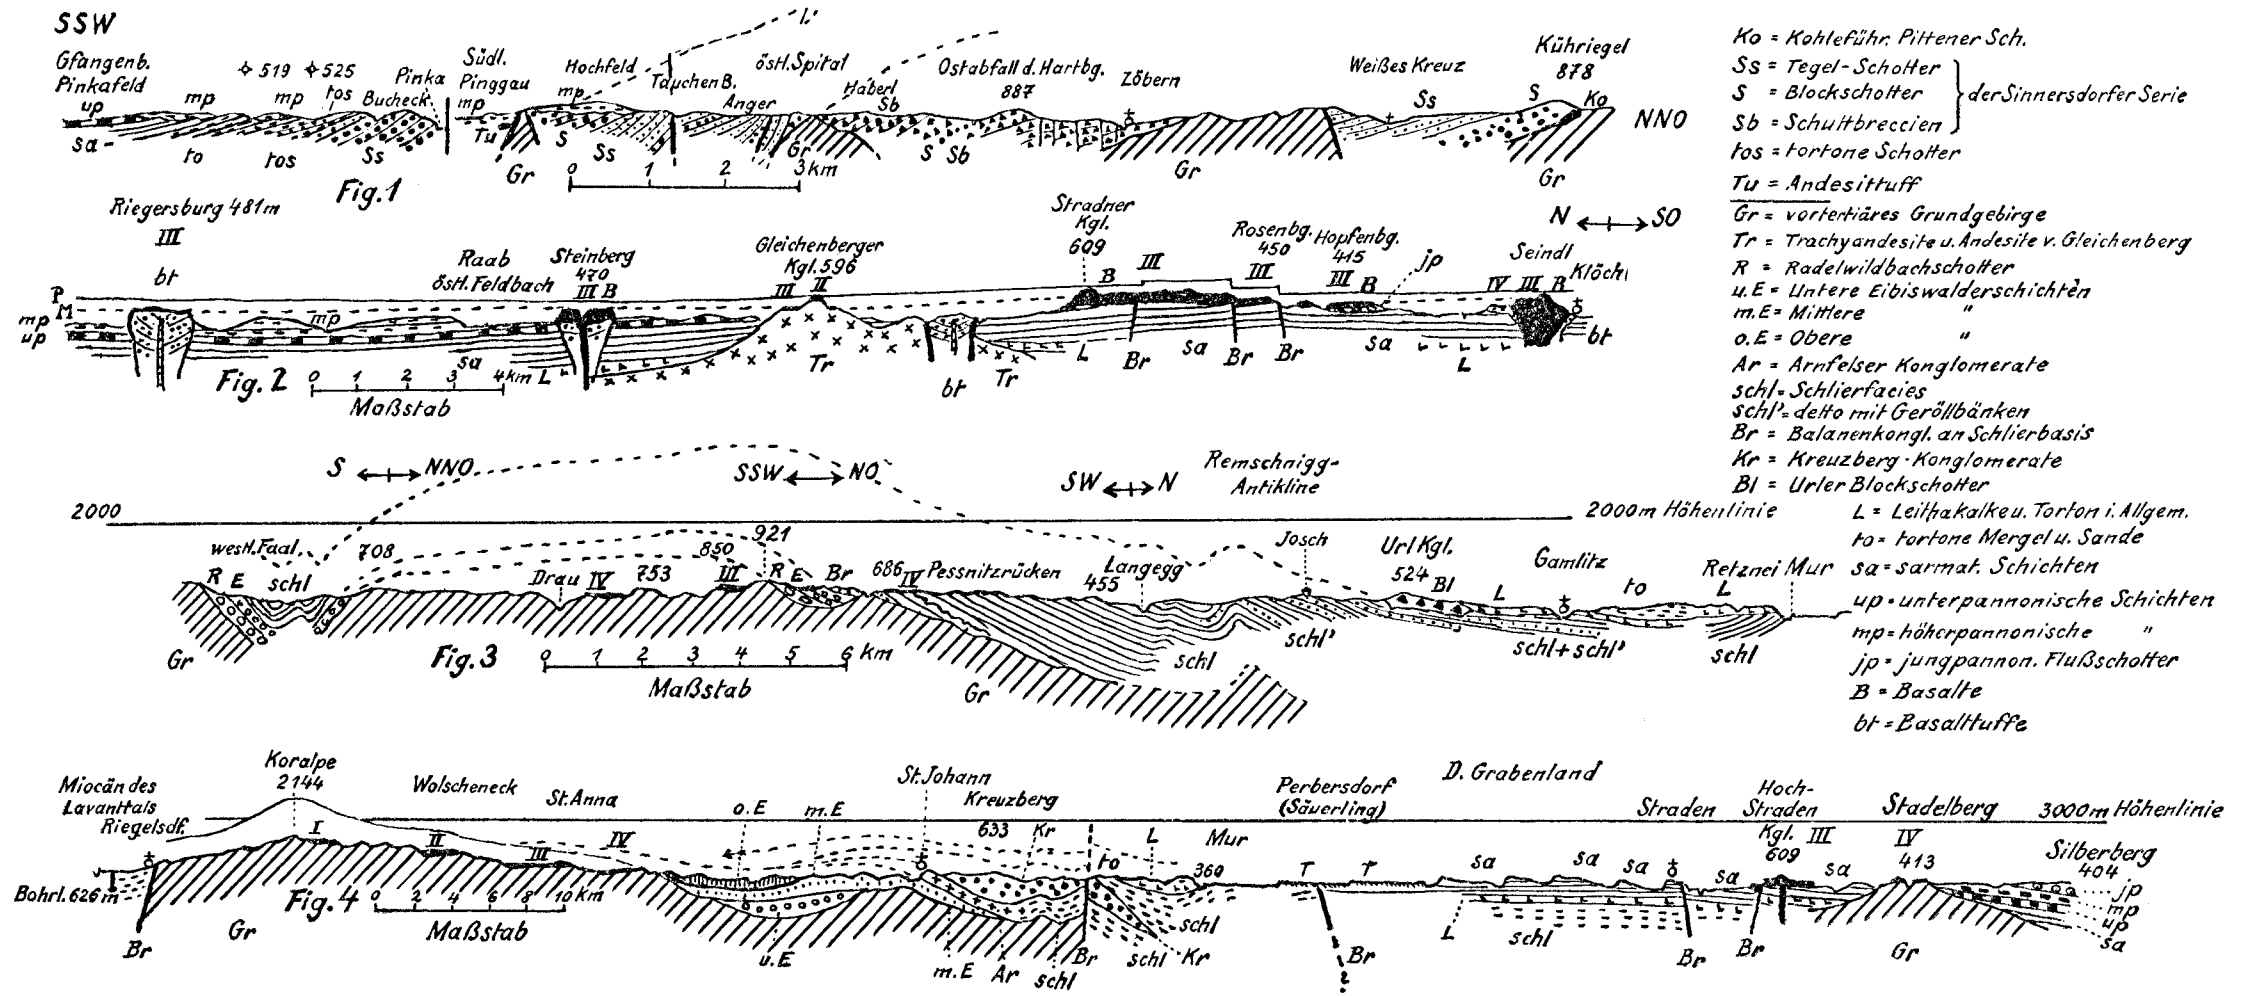 SSW
Gfangenb.
Pinkafeld
up
mp
519
525
mp
tos
Bucheck.
Pinka
Südl.
Pinggau
mp
Hochfeld
mp
L.
Tauchen B.
östl. Spital
Anger
Haberl
Sb
Ostabfall d. Hartbg.
887
Zöbern
Weißes Kreuz
Ss
Kühriegel
878
S
Ko
NNO
sa
to
tos
Ss
Tu
Gr
S
Ss
Gr
S
Sb
Gr
Gr
Fig.1
0 1 2 3 km
Riegersburg 481m
III
bt
Raab
östl. Feldbach
Steinberg
470
III B
Gleichenberger
Kgl. 596
III II
Stradner
Kgl.
609
B III
Rosenbg.
450
III
Hopfenbg.
415
III B
jp
N SO
Seindl
Klöch
IV III B
P
M
mp
up
mp
sa
L
Tr
bt
Tr
L
Br
sa
Br
Br
sa
L
bt
Fig. 2
0 1 2 3 4km
Maßstab
S NNO
SSW NO
SW N
Remschnigg-
Antikline
2000
2000m Höhenlinie
westl. Faal.
R E schl
708
Drau
IV
753
850
III
921
R E Br
686
IV
Pessnitzrücken
455
Langegg
Josch
Url Kgl.
524
Bl
L
Gamlitz
to
Retznei
L
Mur
Gr
Fig.3
0 1 2 3 4 5 6 km
Maßstab
Gr
schl
schl'
schl+schl'
schl
Miocän des
Lavanttals
Riegelsdf.
Koralpe
2144
I
Wolscheneck
II
St. Anna
III
IV
o.E
m.E
St. Johann
Kreuzberg
633
Kr
L
to
Mur
360
Perbersdorf
(Säuerling)
T
T
D. Grabenland
sa
sa
sa
Straden
sa
Hoch-
Straden
Kgl.
609
III
sa
Stadelberg
IV
413
3000m Höhenlinie
Silberberg
404
jp
mp
up
sa
Bohrl. 626 m
Br
Gr
Fig. 4
0 2 4 6 8 10 km
Maßstab
u.E
m.E
Ar
schl
Br
schl
Kr
schl
Br
?
L
schl
Br
Br
Gr
Ko = Kohleführ. Pittener Sch.
Ss = Tegel-Schotter
S = Blockschotter
Sb = Schuttbreccien
der Sinnersdorfer Serie
tos = tortone Schotter
Tu = Andesittuff
Gr = vortertiäres Grundgebirge
Tr = Trachyandesite u. Andesite v. Gleichenberg
R = Radelwildbachschotter
u.E = Untere Eibiswalderschichten
m.E = Mittlere "
o.E = Obere "
Ar = Arnfelser Konglomerate
schl = Schlierfacies
schl' = detto mit Geröllbänken
Br = Balanenkongl. an Schlierbasis
Kr = Kreuzberg-Konglomerate
Bl = Urler Blockschotter
L = Leithakalke u. Torton i. Allgem.
to = tortone Mergel u. Sande
sa = sarmat. Schichten
up = unterpannonische Schichten
mp = höherpannonische "
jp = jungpannon. Flußschotter
B = Basalte
bt = Basalttuffe